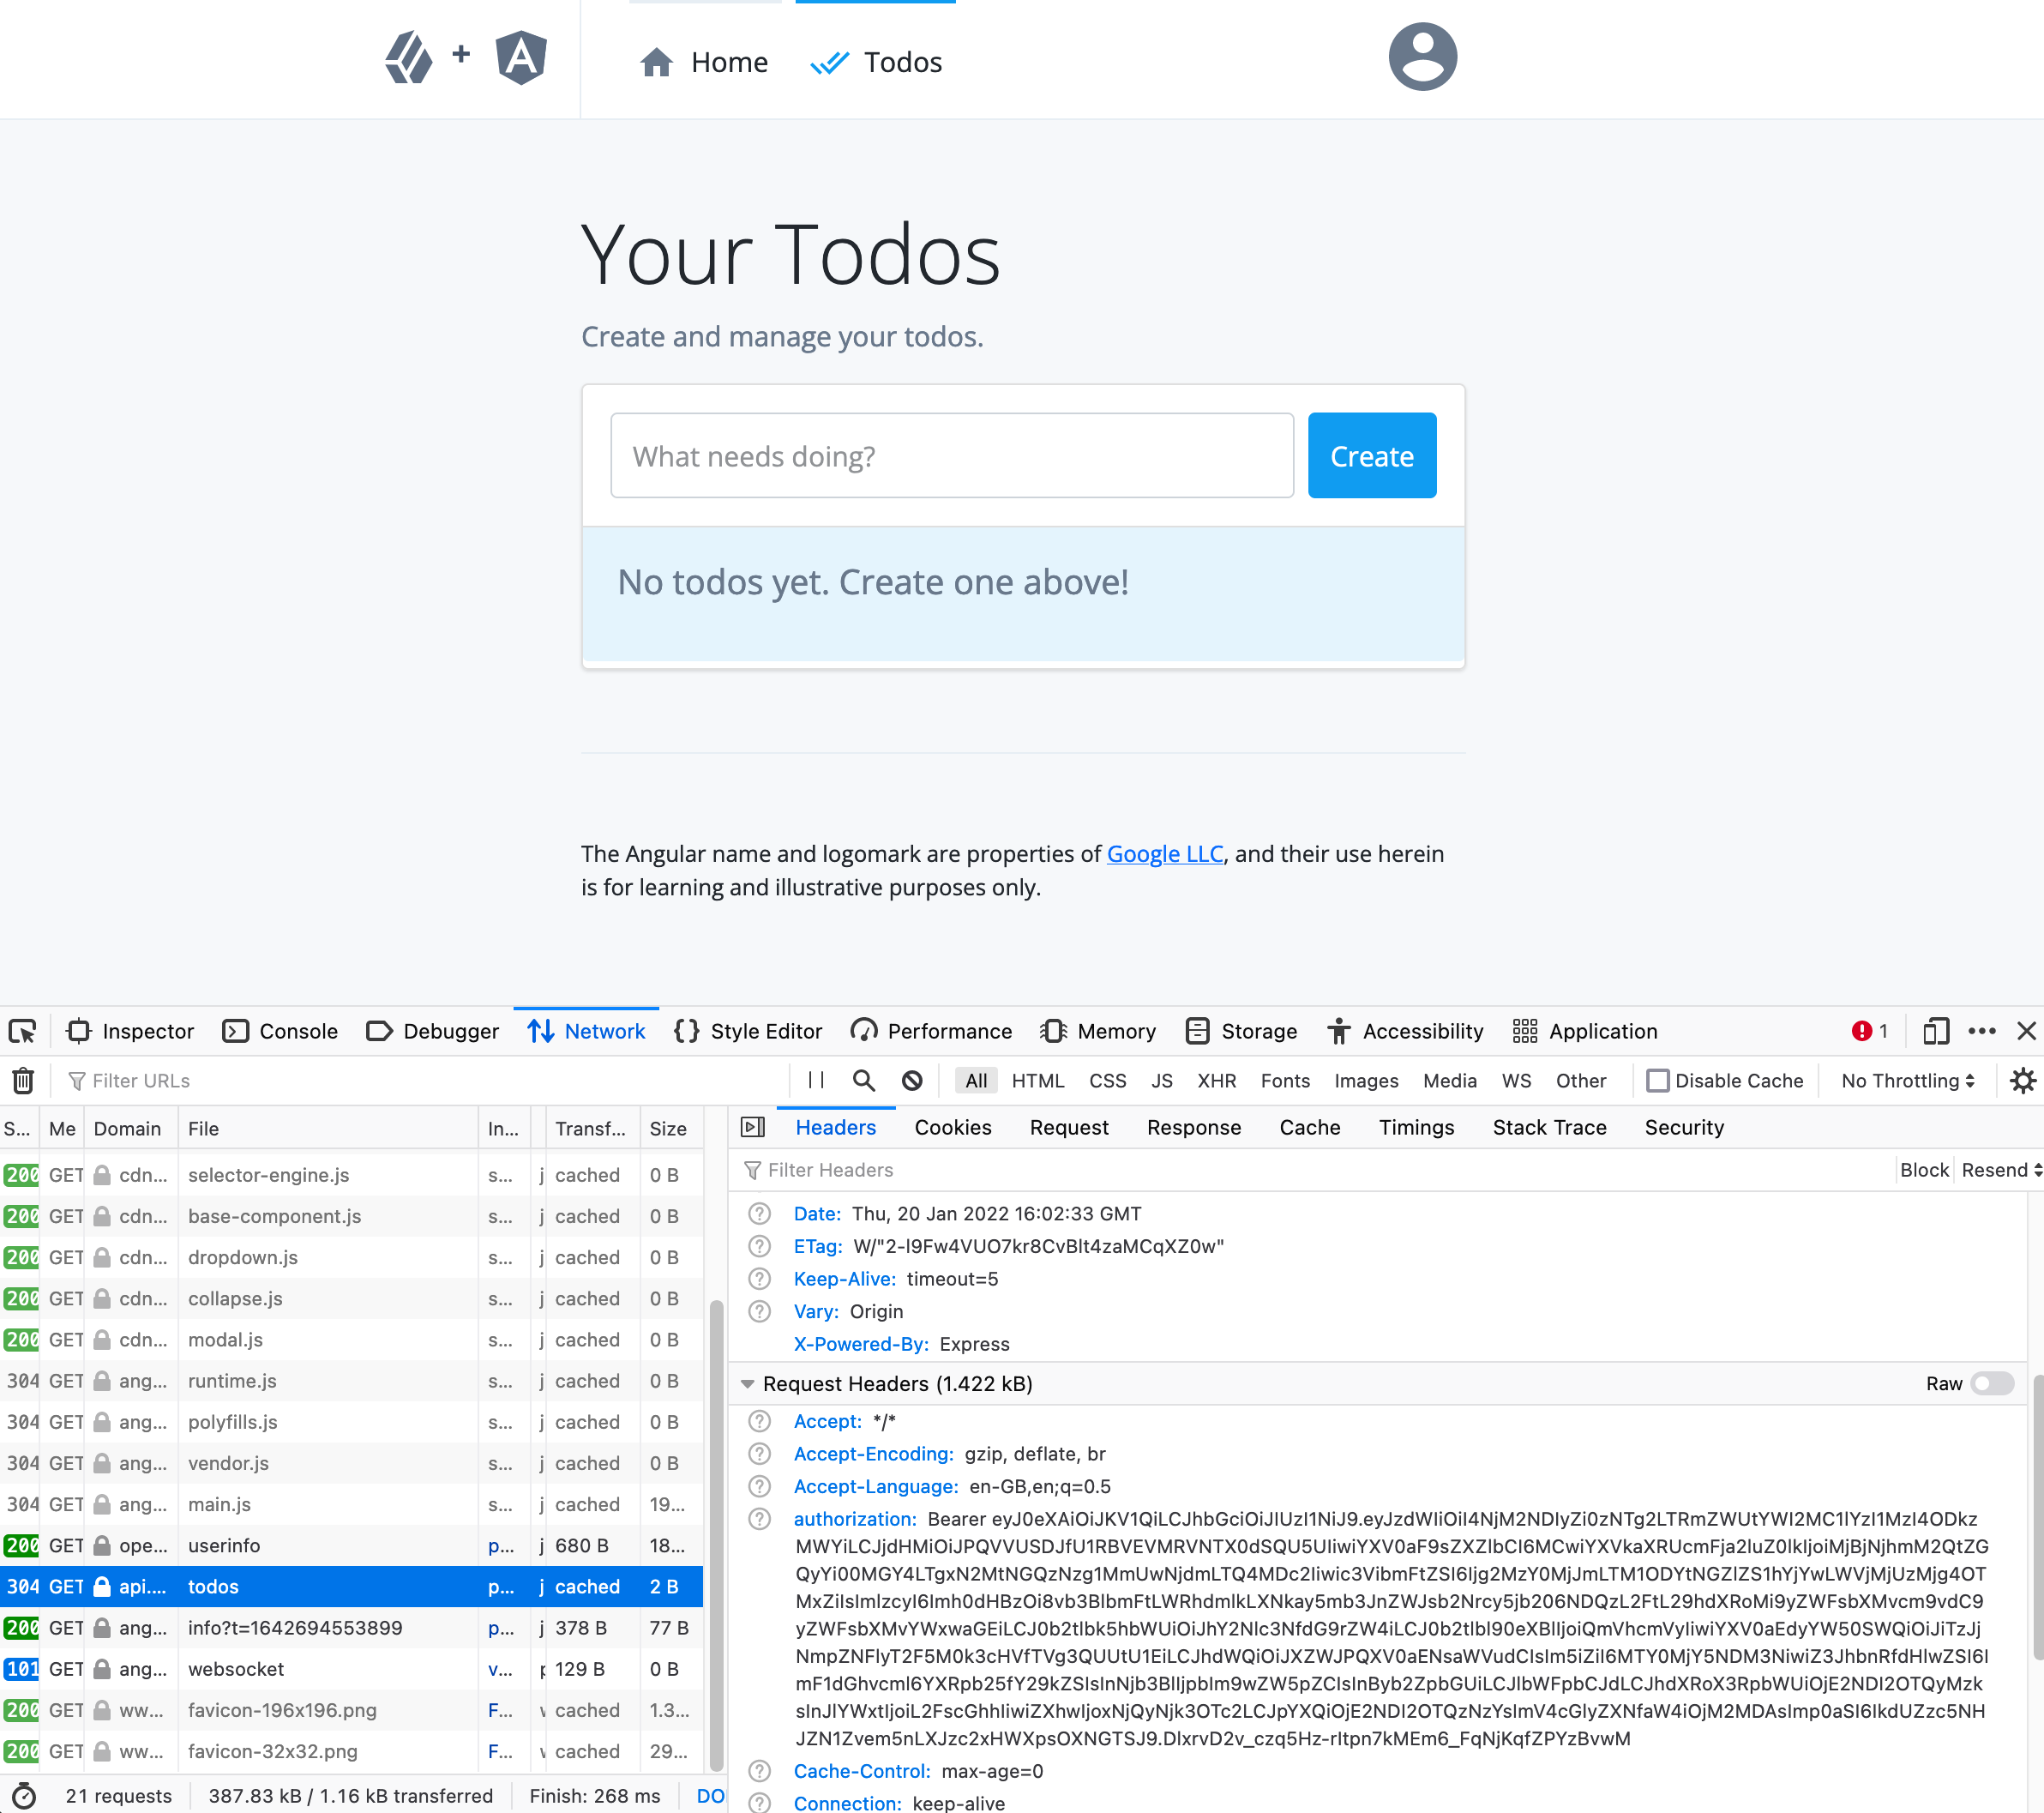 + A Home Todos
Your Todos
Create and manage your todos.
What needs doing? Create
No todos yet. Create one above!
The Angular name and logomark are properties of Google LLC, and their use herein
is for learning and illustrative purposes only.
Inspector Console Debugger Network Style Editor Performance Memory Storage Accessibility Application 1
Filter URLs All HTML CSS JS XHR Fonts Images Media WS Other Disable Cache No Throttling
S... Me Domain File In... Transf... Size
200 GET cdn... selector-engine.js s... j cached 0 B
200 GET cdn... base-component.js s... j cached 0 B
200 GET cdn... dropdown.js s... j cached 0 B
200 GET cdn... collapse.js s... j cached 0 B
200 GET cdn... modal.js s... j cached 0 B
304 GET ang... runtime.js s... j cached 0 B
304 GET ang... polyfills.js s... j cached 0 B
304 GET ang... vendor.js s... j cached 0 B
304 GET ang... main.js s... j cached 19...
200 GET ope... userinfo p... j 680 B 18...
304 GET api.... todos p... j cached 2 B
200 GET ang... info?t=1642694553899 p... j 378 B 77 B
101 GET ang... websocket v... 129 B 0 B
200 GET ww... favicon-196x196.png F... cached 1.3...
200 GET ww... favicon-32x32.png F... cached 29...
21 requests 387.83 kB / 1.16 kB transferred Finish: 268 ms DO
Headers Cookies Request Response Cache Timings Stack Trace Security
Filter Headers Block Resend
Date: Thu, 20 Jan 2022 16:02:33 GMT
ETag:
Keep-Alive: timeout=5
Vary: Origin
X-Powered-By: Express
Request Headers (1.422 kB) Raw
Accept: */*
Accept-Encoding: gzip, deflate, br
Accept-Language: en-GB,en;q=0.5
authorization: Bearer
Cache-Control: max-age=0
Connection: keep-alive